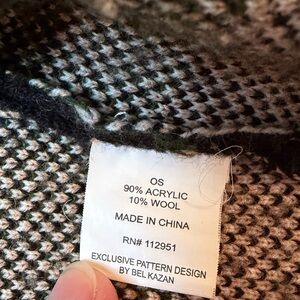 OS
90% ACRYLIC
10% WOOL
MADE IN CHINA
RN# 112951
EXCLUSIVE PATTERN DESIGN
BY BEL KAZAN